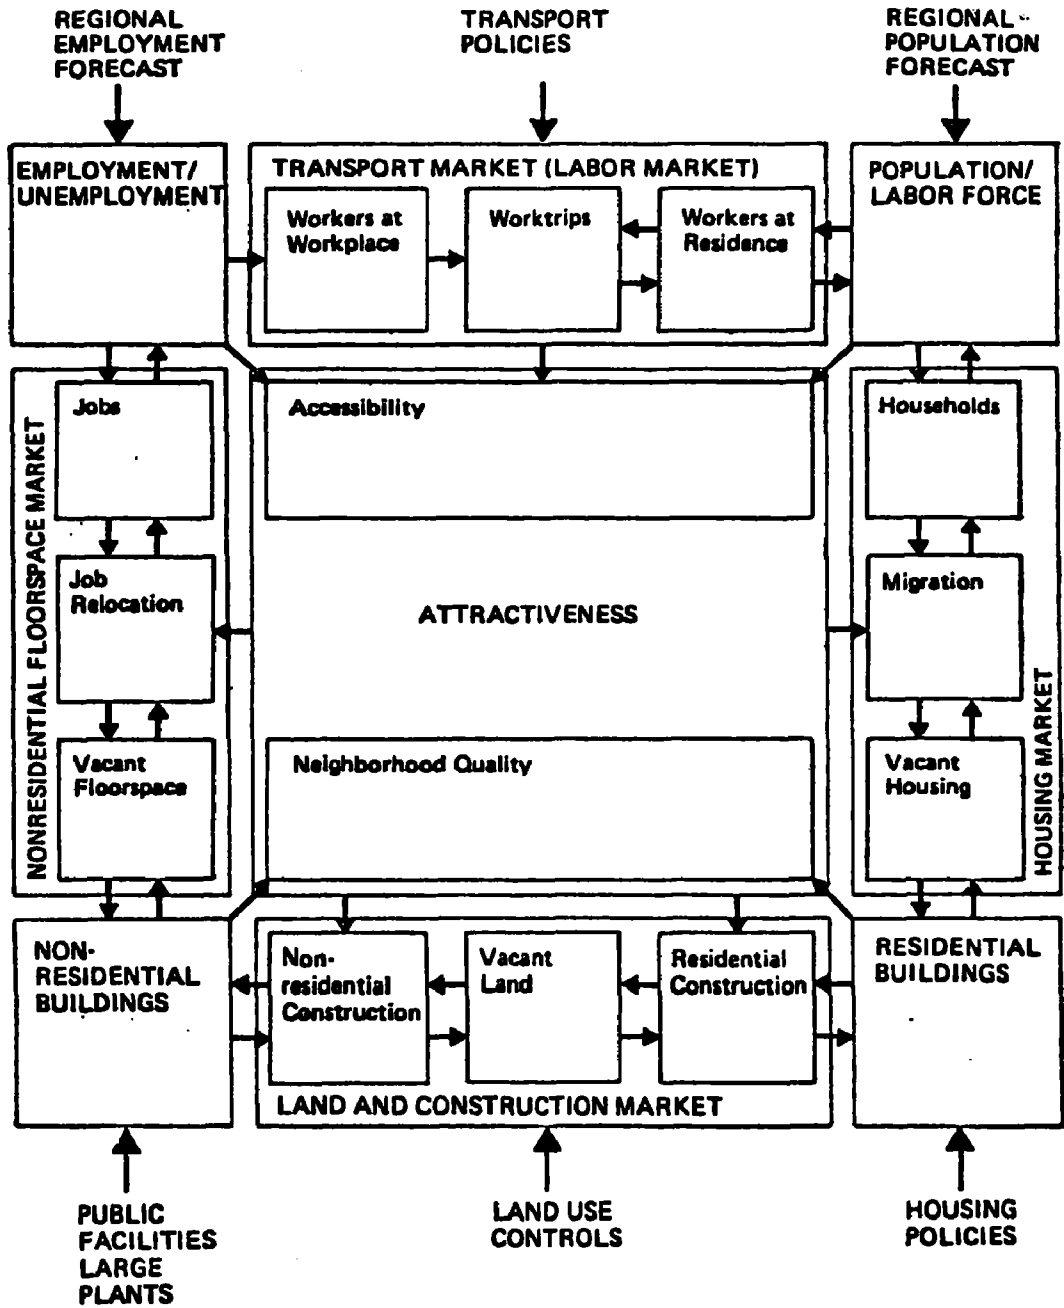 REGIONAL
EMPLOYMENT
FORECAST
TRANSPORT
POLICIES
REGIONAL
POPULATION
FORECAST
EMPLOYMENT/
UNEMPLOYMENT
TRANSPORT MARKET (LABOR MARKET)
Workers at
Workplace
Worktrips
Workers at
Residence
POPULATION/
LABOR FORCE
NONRESIDENTIAL FLOORSPACE MARKET
Jobs
Job
Relocation
Vacant
Floorspace
Accessibility
ATTRACTIVENESS
Neighborhood Quality
Households
Migration
Vacant
Housing
HOUSING MARKET
NON-
RESIDENTIAL
BUILDINGS
Non-
residential
Construction
Vacant
Land
Residential
Construction
LAND AND CONSTRUCTION MARKET
RESIDENTIAL
BUILDINGS
PUBLIC
FACILITIES
LARGE
PLANTS
LAND USE
CONTROLS
HOUSING
POLICIES